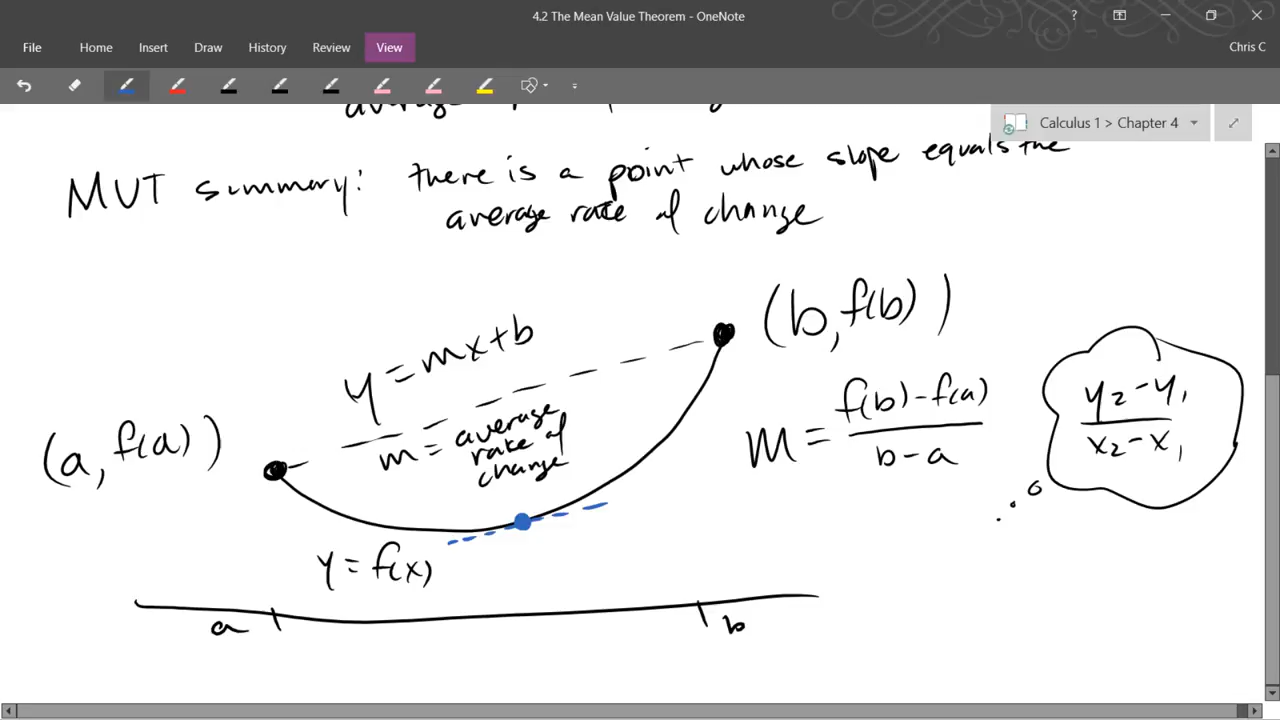 4.2 The Mean Value Theorem - OneNote
?
Chris C
File Home Insert Draw History Review View
Calculus 1 > Chapter 4
average
MVT summary: there is a point whose slope equals the
average rate of change
(b, f(b))
y = mx+b
m = average
rate of
change
(a, f(a))
m = f(b)-f(a) / b-a
y₂-y₁ / x₂-x₁
y = f(x)
a b